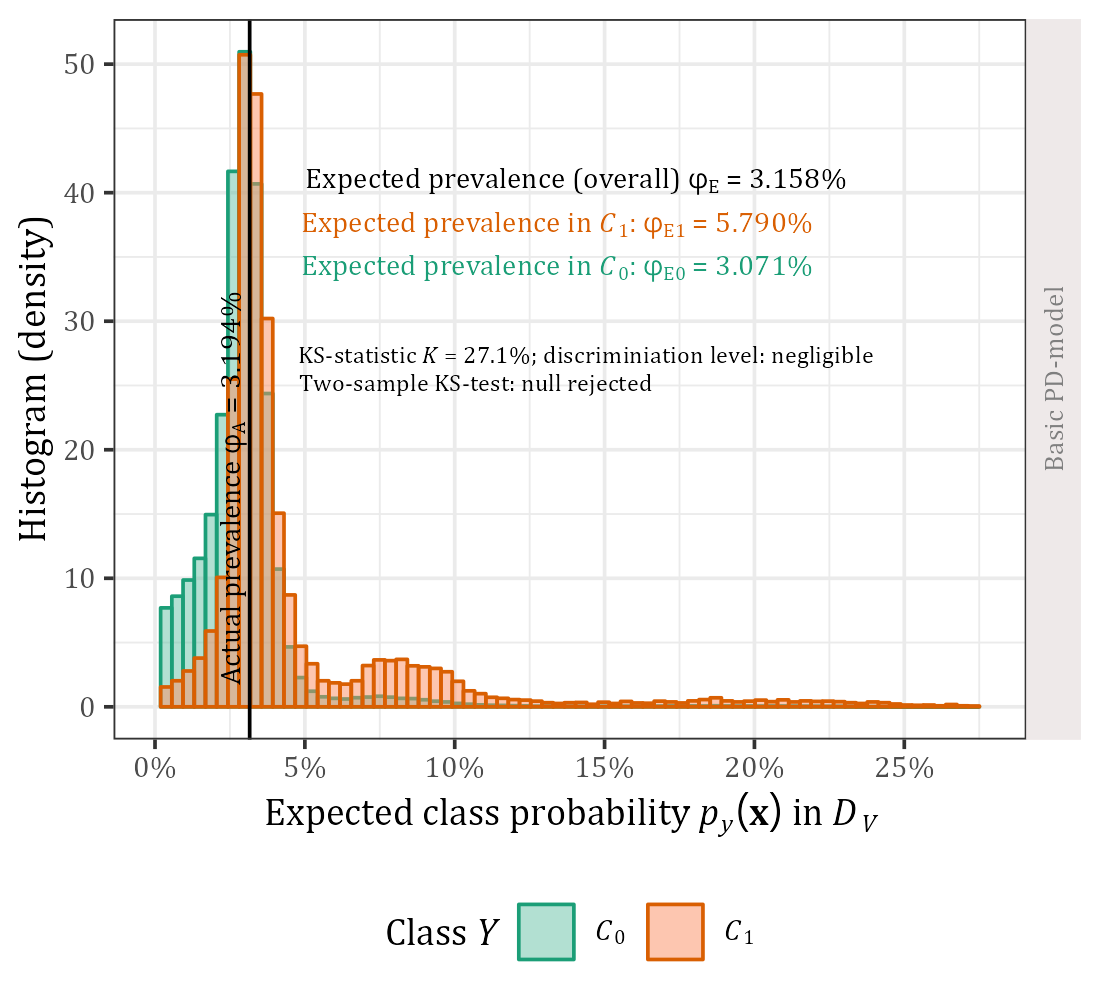 Histogram (density)
50
40
30
20
10
0
Expected prevalence (overall) φE = 3.158%
Expected prevalence in C1: φE1 = 5.790%
Expected prevalence in C0: φE0 = 3.071%
KS-statistic K = 27.1%; discriminiation level: negligible
Two-sample KS-test: null rejected
Actual prevalence φA = 3.194%
Basic PD-model
0%
5%
10%
15%
20%
25%
Expected class probability py(x) in DV
Class Y C0 C1